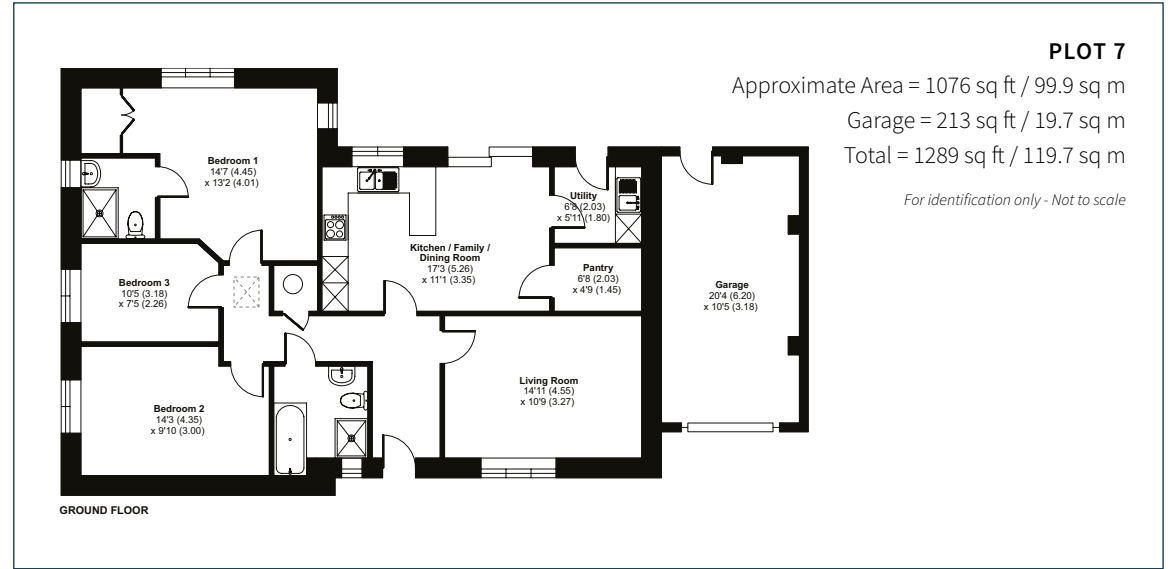 PLOT 7
Approximate Area = 1076 sq ft / 99.9 sq m
Garage = 213 sq ft / 19.7 sq m
Total = 1289 sq ft / 119.7 sq m
For identification only - Not to scale
Bedroom 1
14'7 (4.45)
x 13'2 (4.01)
Utility
6'8 (2.03)
x 5'11 (1.80)
Kitchen / Family /
Dining Room
17'3 (5.26)
x 11'1 (3.35)
Pantry
6'8 (2.03)
x 4'9 (1.45)
Bedroom 3
10'5 (3.18)
x 7'5 (2.26)
Garage
20'4 (6.20)
x 10'5 (3.18)
Living Room
14'11 (4.55)
x 10'9 (3.27)
Bedroom 2
14'3 (4.35)
x 9'10 (3.00)
GROUND FLOOR